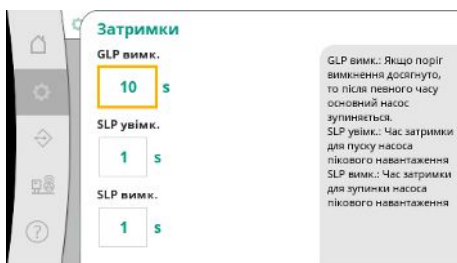 Затримки
GLP вимк.
10 s
SLP увімк.
1 s
SLP вимк.
1 s
GLP вимк.: Якщо поріг
вимкнення досягнуто,
то після певного часу
основний насос
зупиняється.
SLP увімк.: Час затримки
для пуску насоса
пікового навантаження
SLP вимк.: Час затримки
для зупинки насоса
пікового навантаження
?